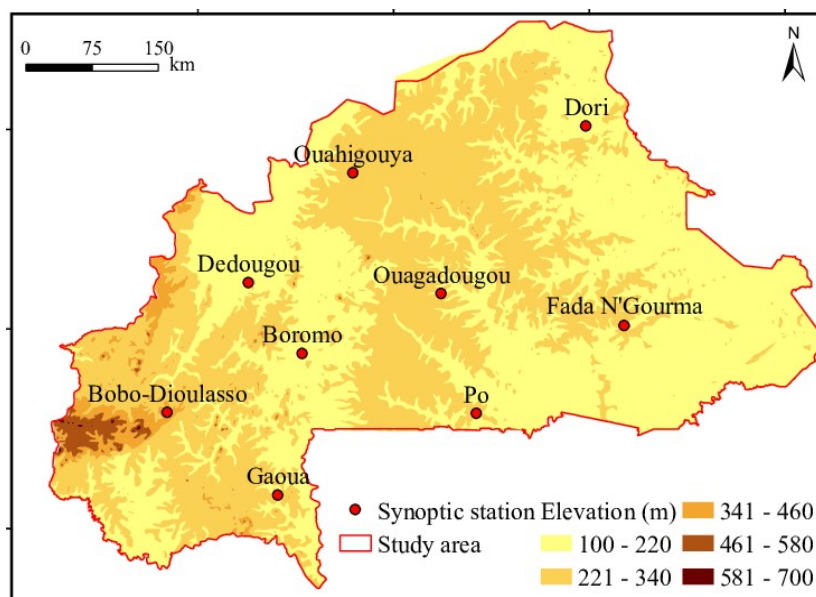 0 75 150
km
N
Dori
Ouahigouya
Dedougou
Ouagadougou
Fada N'Gourma
Boromo
Bobo-Dioulasso
Po
Gaoua
Synoptic station
Study area
Elevation (m)
100 - 220
221 - 340
341 - 460
461 - 580
581 - 700